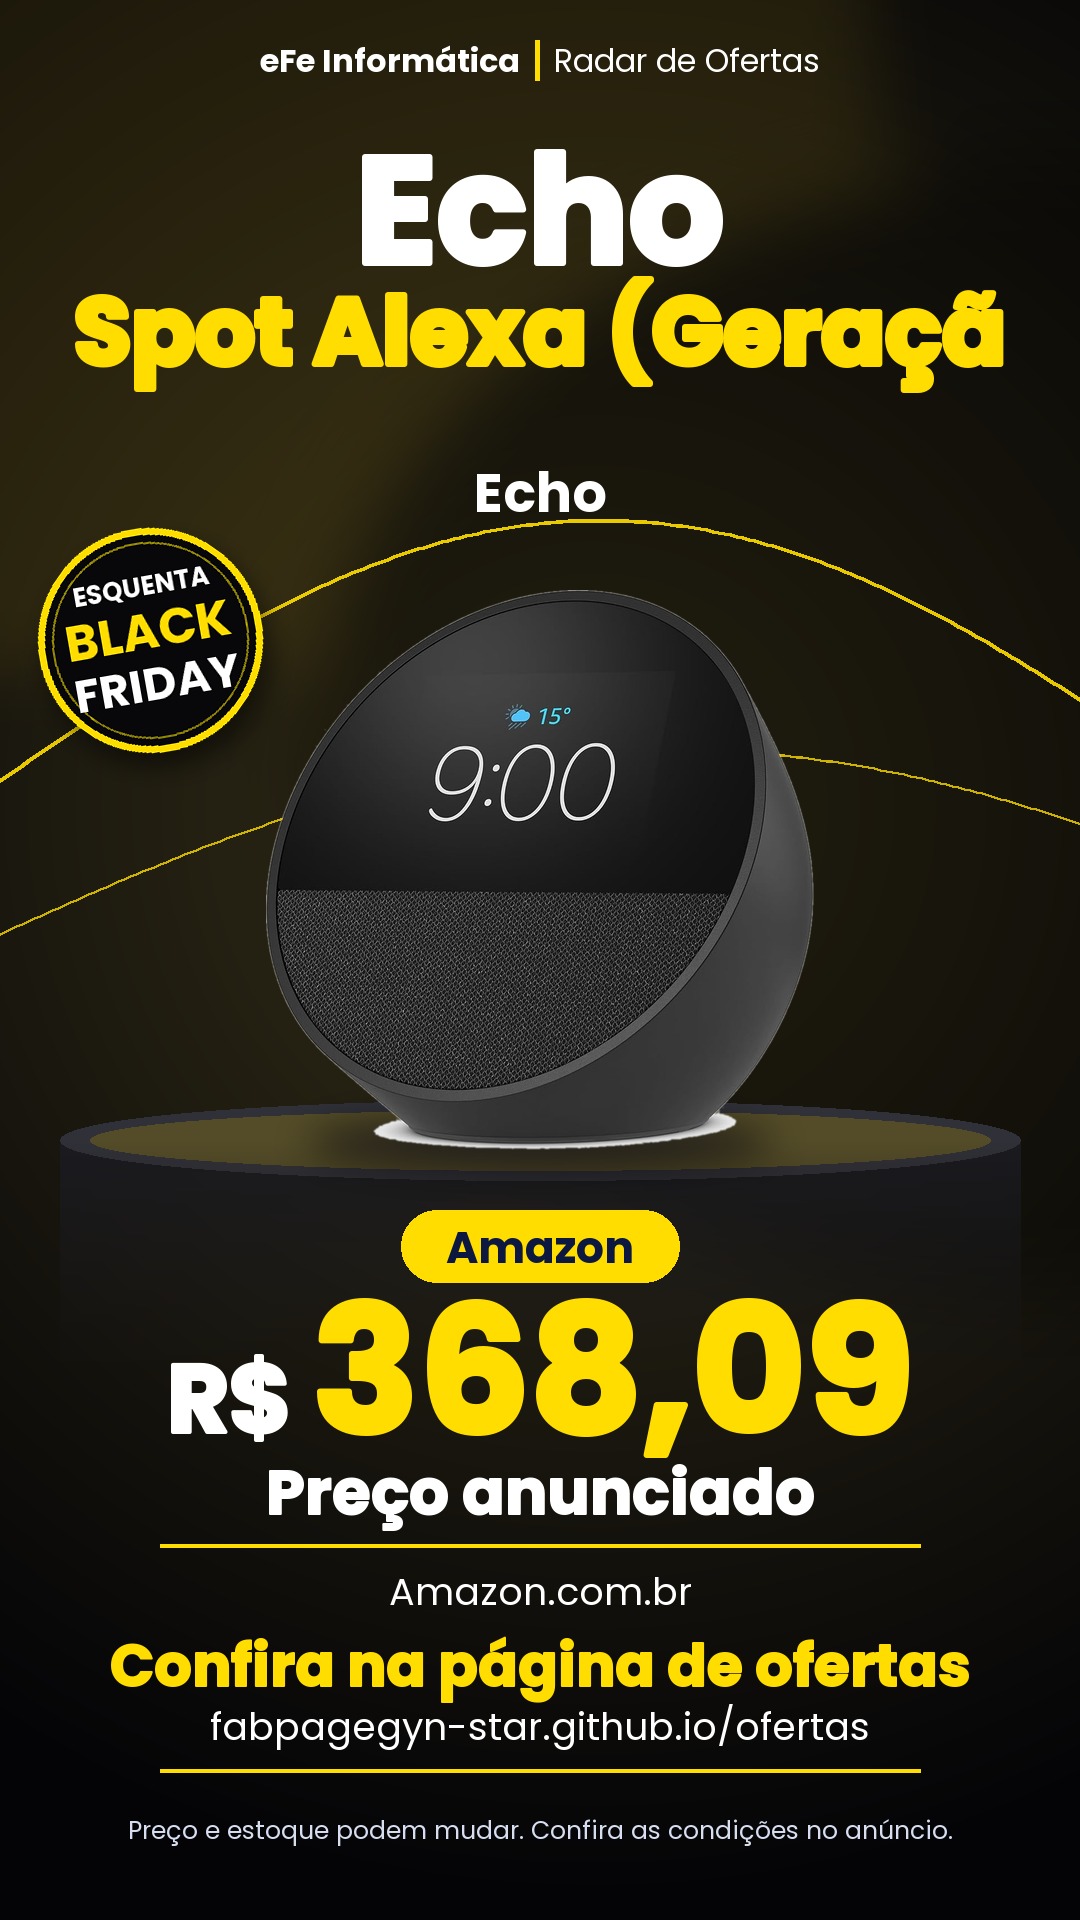 eFe Informática | Radar de Ofertas
Echo
Spot Alexa (Geraçã
Echo
ESQUENTA
BLACK
FRIDAY
15°
9:00
Amazon
R$ 368,09
Preço anunciado
Amazon.com.br
Confira na página de ofertas
fabpagegyn-star.github.io/ofertas
Preço e estoque podem mudar. Confira as condições no anúncio.